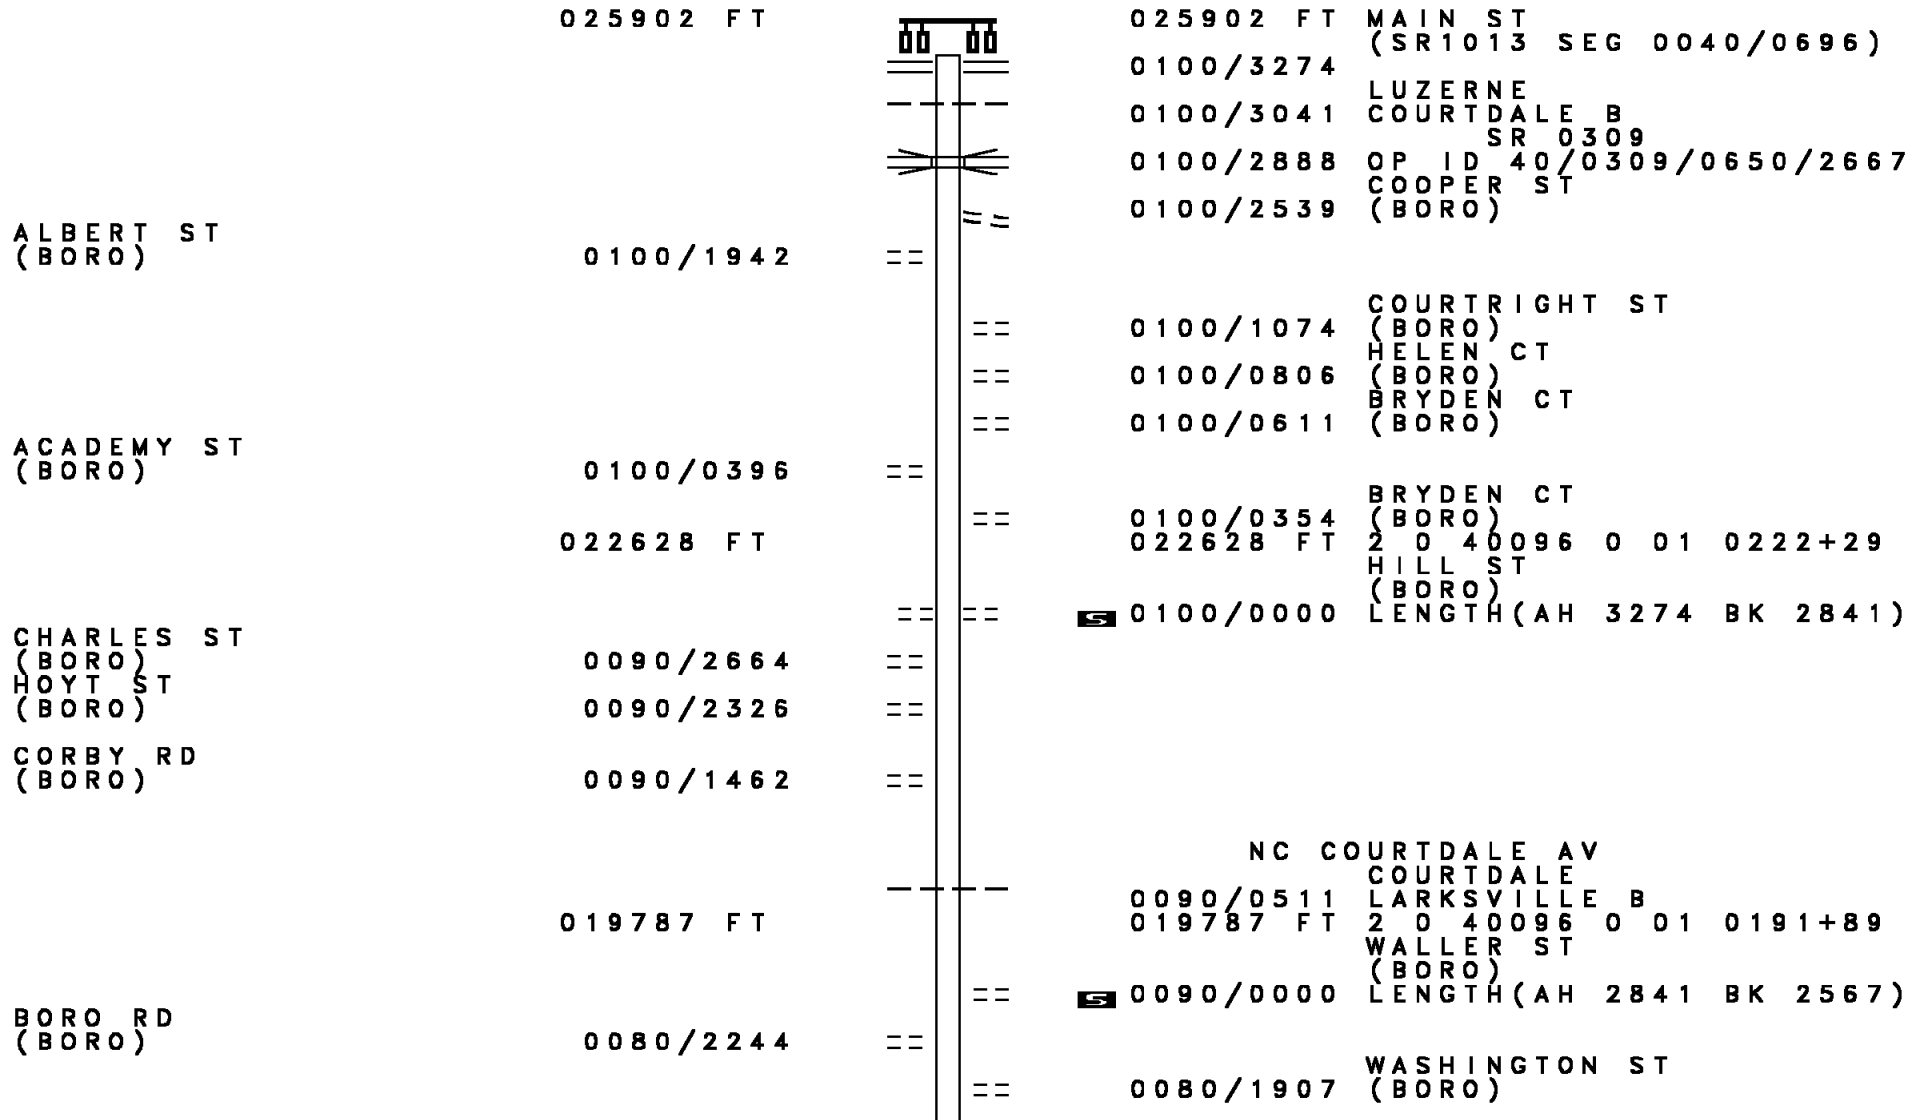 025902 FT 025902 FT MAIN ST
(SR1013 SEG 0040/0696)
0100/3274
LUZERNE
0100/3041 COURTDALE B
SR 0309
0100/2888 OP ID 40/0309/0650/2667
COOPER ST
0100/2539 (BORO)
ALBERT ST
(BORO) 0100/1942
COURTRIGHT ST
0100/1074 (BORO)
HELEN CT
0100/0806 (BORO)
BRYDEN CT
0100/0611 (BORO)
ACADEMY ST
(BORO) 0100/0396
BRYDEN CT
0100/0354 (BORO)
022628 FT 022628 FT 2 0 40096 0 01 0222+29
HILL ST
(BORO)
S 0100/0000 LENGTH(AH 3274 BK 2841)
CHARLES ST
(BORO) 0090/2664
HOYT ST
(BORO) 0090/2326
CORBY RD
(BORO) 0090/1462
NC COURTDALE AV
COURTDALE
0090/0511 LARKSVILLE B
019787 FT 019787 FT 2 0 40096 0 01 0191+89
WALLER ST
(BORO)
S 0090/0000 LENGTH(AH 2841 BK 2567)
BORO RD
(BORO) 0080/2244
WASHINGTON ST
0080/1907 (BORO)